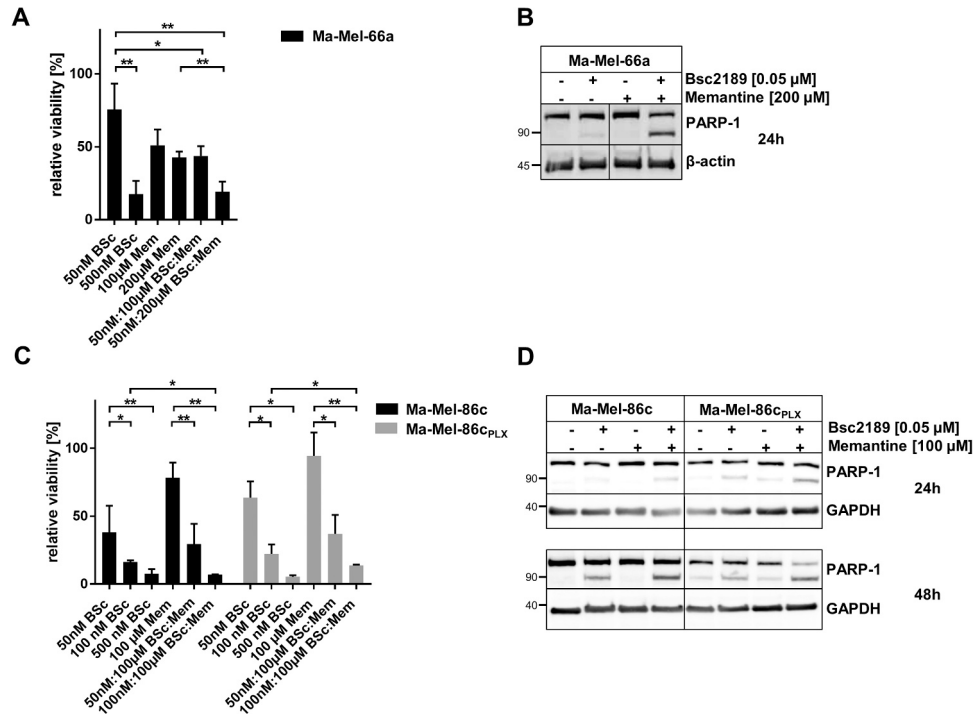 A
**
*
** **
Ma-Mel-66a
relative viability [%]
100
50
0
50nM BSc
500nM BSc
100µM Mem
200µM Mem
50nM:100µM BSc:Mem
50nM:200µM BSc:Mem
B
Ma-Mel-66a
- + - + Bsc2189 [0.05 µM]
- - + + Memantine [200 µM]
PARP-1
90
24h
45
β-actin
C
* *
** ** * **
* ** * *
Ma-Mel-86c
Ma-Mel-86cPLX
relative viability [%]
100
50
0
50nM BSc
100 nM BSc
500 nM BSc
100 µM Mem
50nM:100µM BSc:Mem
100nM:100µM BSc:Mem
50nM BSc
100 nM BSc
500 nM BSc
100 µM Mem
50nM:100µM BSc:Mem
100nM:100µM BSc:Mem
D
Ma-Mel-86c Ma-Mel-86cPLX
- + - + - + - + Bsc2189 [0.05 µM]
- - + + - - + + Memantine [100 µM]
PARP-1
90
24h
40
GAPDH
PARP-1
90
48h
40
GAPDH